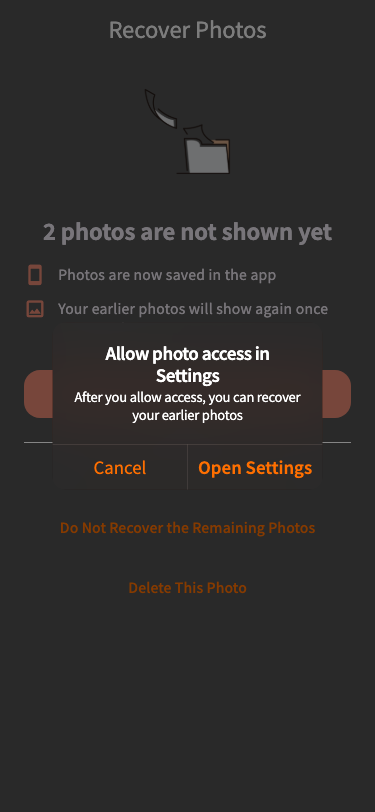 Recover Photos
2 photos are not shown yet
Photos are now saved in the app
Your earlier photos will show again once
Allow photo access in
Settings
After you allow access, you can recover
your earlier photos
Cancel
Open Settings
Do Not Recover the Remaining Photos
Delete This Photo